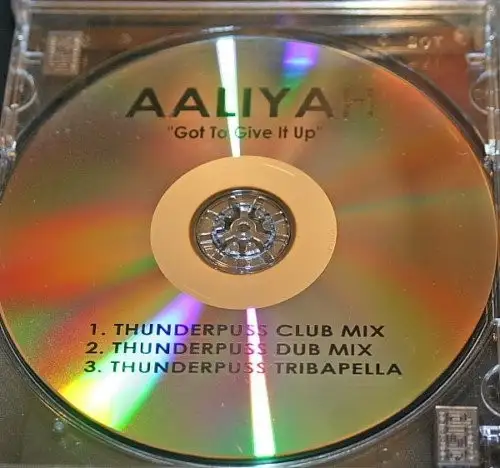 AALIYAH
"Got To Give It Up"
1. THUNDERPUSS CLUB MIX
2. THUNDERPUSS DUB MIX
3. THUNDERPUSS TRIBAPELLA